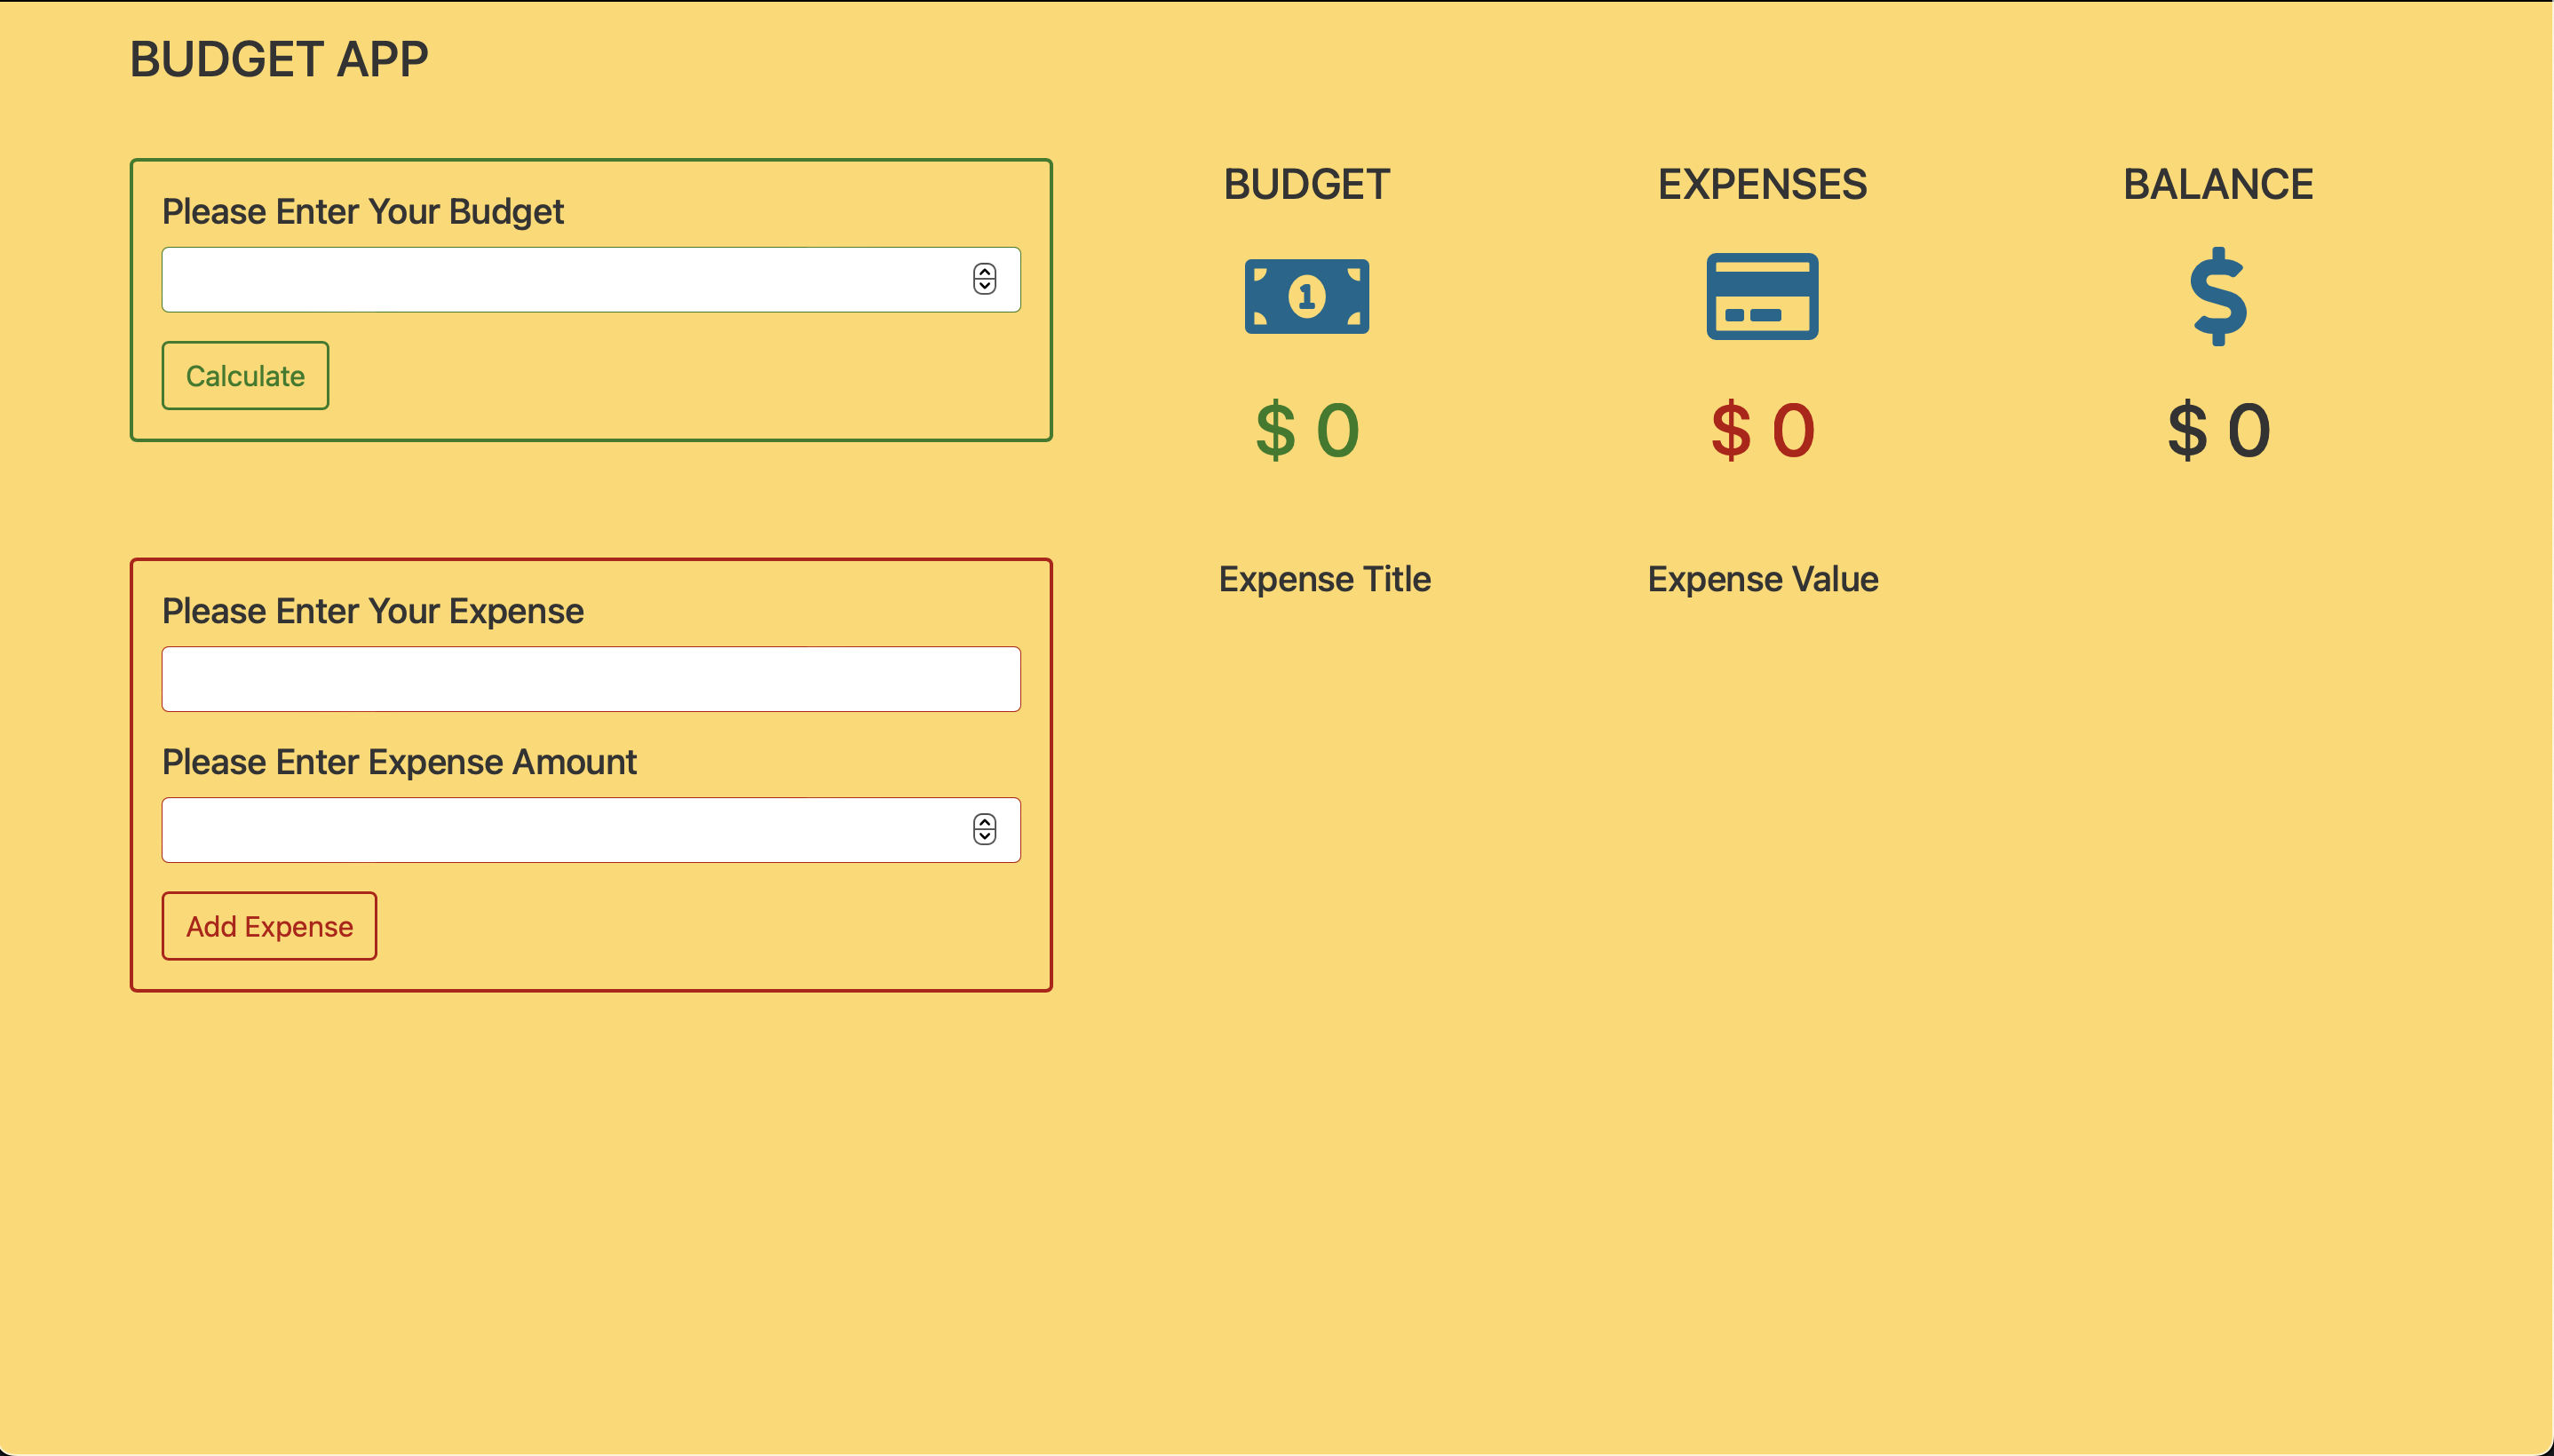 BUDGET APP
Please Enter Your Budget
Calculate
BUDGET
EXPENSES
BALANCE
1
$ 0
$ 0
$
$ 0
Please Enter Your Expense
Please Enter Expense Amount
Add Expense
Expense Title
Expense Value